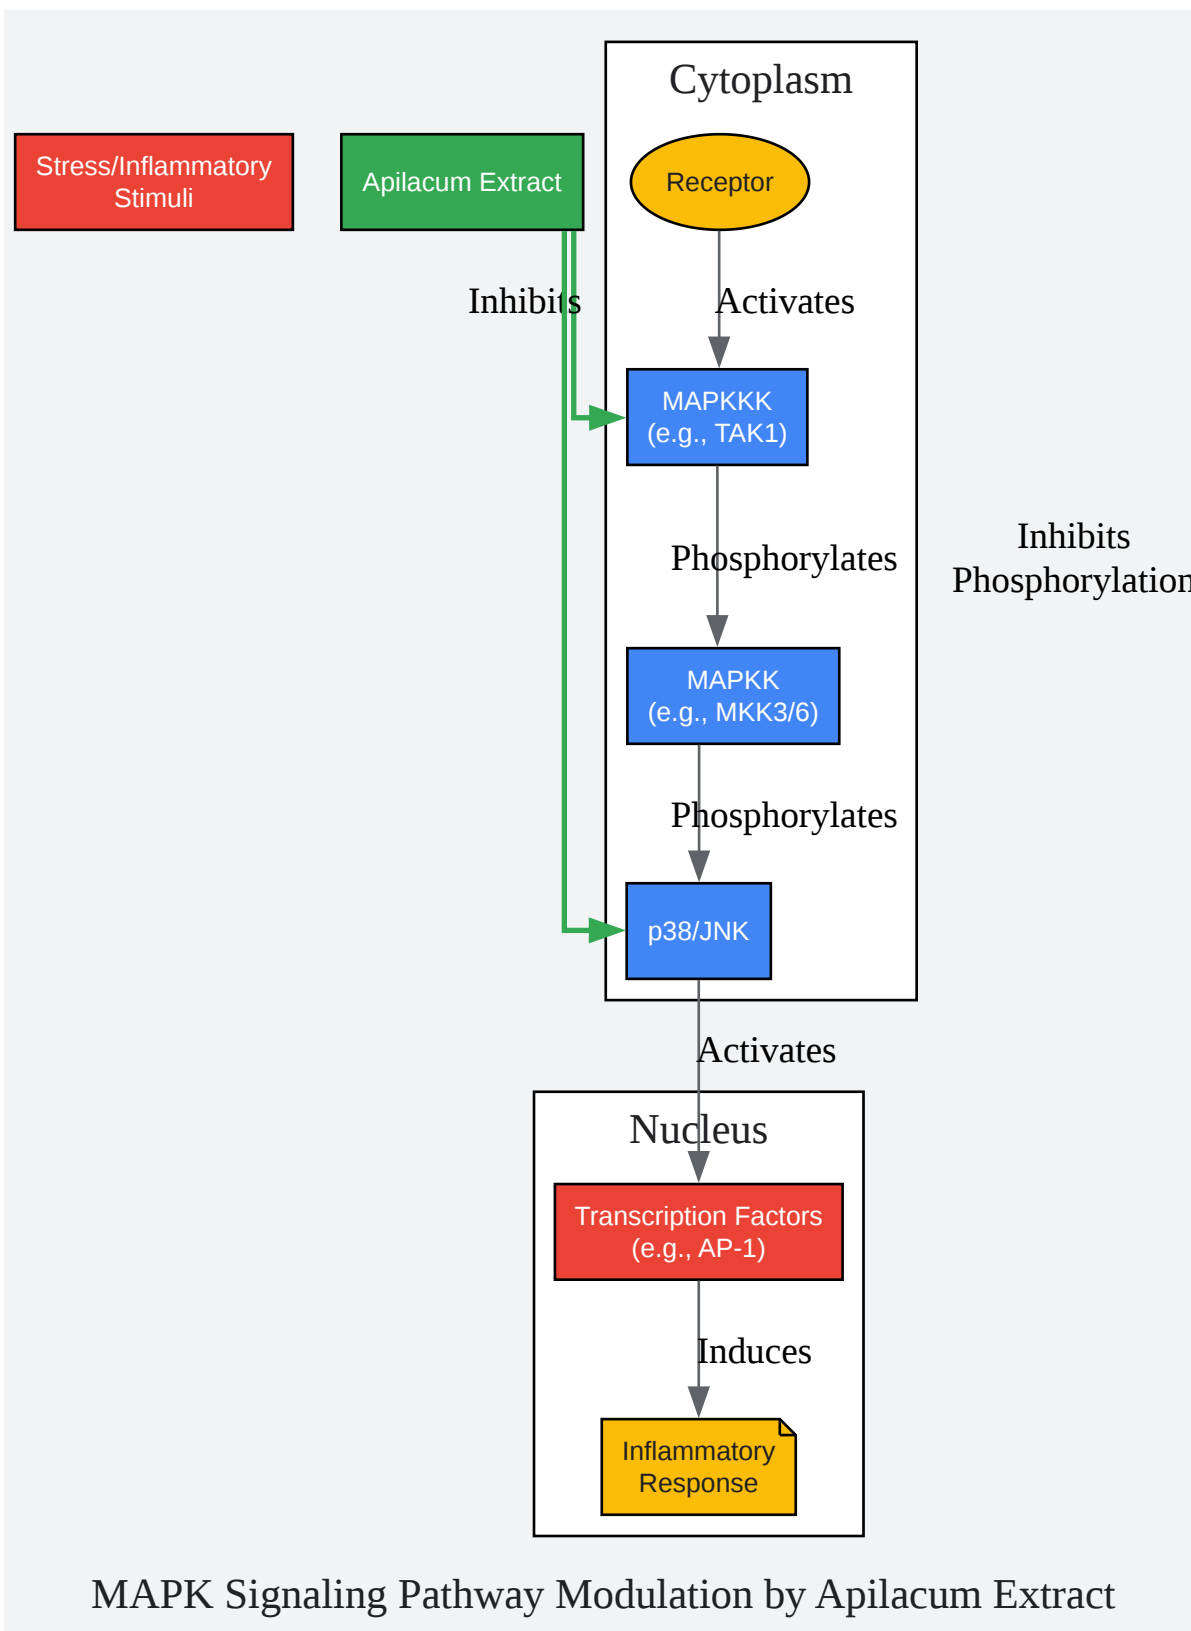 Cytoplasm
Stress/Inflammatory
Stimuli
Apilacum Extract
Receptor
Inhibits
Activates
MAPKKK
(e.g., TAK1)
Phosphorylates
Inhibits
Phosphorylation
MAPKK
(e.g., MKK3/6)
Phosphorylates
p38/JNK
Activates
Nucleus
Transcription Factors
(e.g., AP-1)
Induces
Inflammatory
Response
MAPK Signaling Pathway Modulation by Apilacum Extract